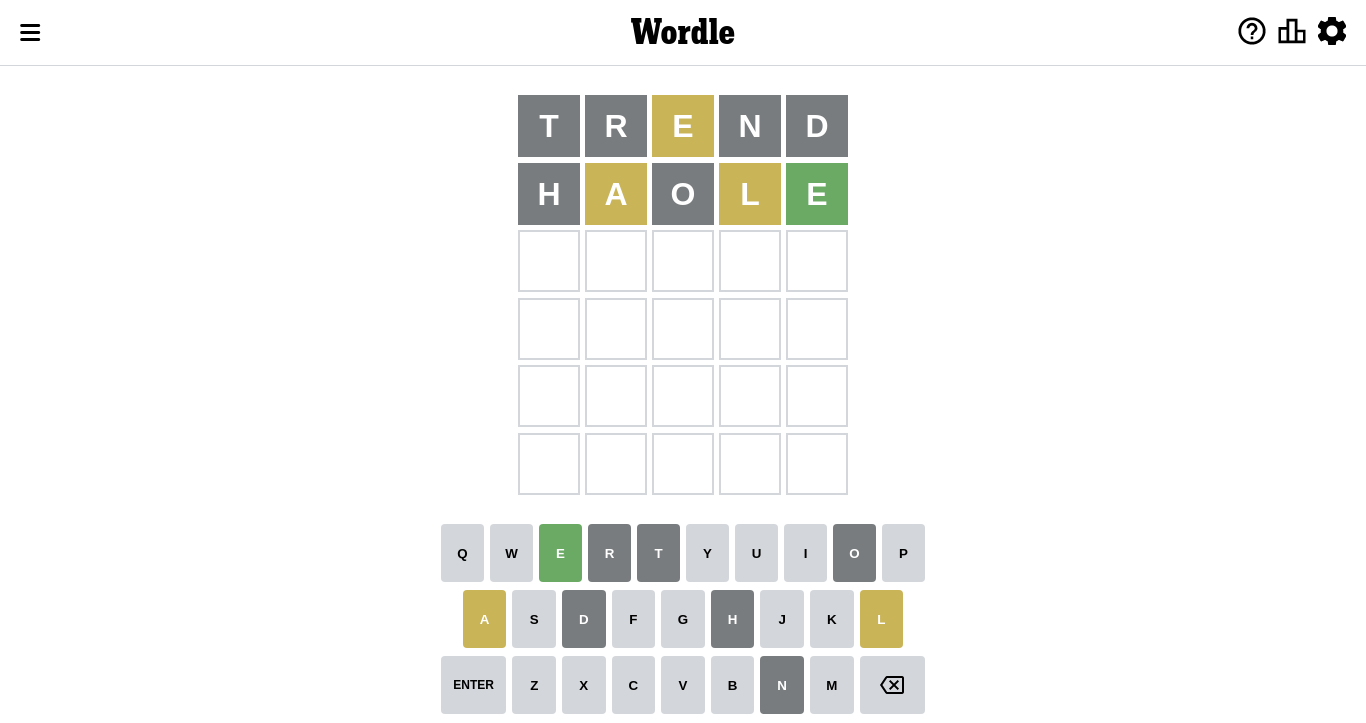 Wordle
T R E N D
H A O L E
Q W E R T Y U I O P
A S D F G H J K L
ENTER Z X C V B N M